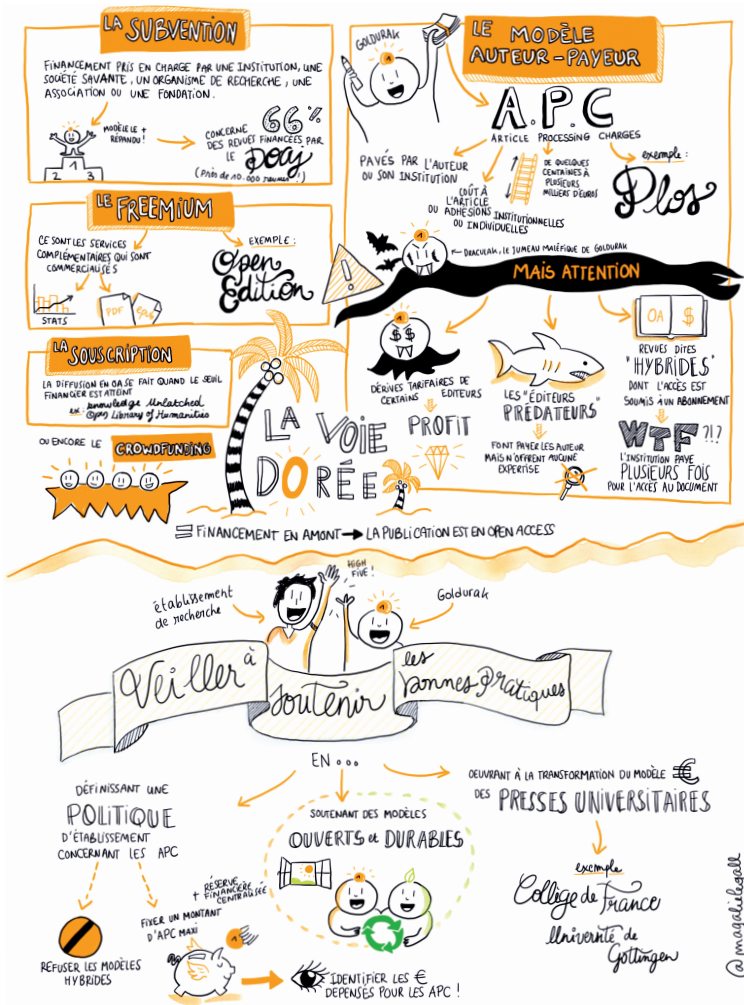 LA SUBVENTION
FINANCEMENT PRIS EN CHARGE PAR UNE INSTITUTION, UNE
SOCIÉTÉ SAVANTE, UN ORGANISME DE RECHERCHE, UNE
ASSOCIATION OU UNE FONDATION.
MODÈLE LE +
RÉPANDU !
2 1 3
CONCERNE 66%
DES REVUES FINANCÉES PAR
LE Doaj
(Près de 10.000 revues !)
LE FREEMIUM
CE SONT LES SERVICES
COMPLÉMENTAIRES QUI SONT
COMMERCIALISÉS
STATS
PDF
epub
EXEMPLE :
Open
Edition
LA SOUSCRIPTION
LA DIFFUSION EN OA SE FAIT QUAND LE SEUIL
FINANCIER EST ATTEINT
ex : Knowledge Unlatched
Open Library of Humanities
OU ENCORE LE CROWDFUNDING
GOLDURAK
LE MODÈLE
AUTEUR-PAYEUR
A.P.C
ARTICLE PROCESSING CHARGES
PAYÉS PAR L'AUTEUR
OU SON INSTITUTION
COÛT À
L'ARTICLE
OU ADHÉSIONS INSTITUTIONNELLES
OU INDIVIDUELLES
DE QUELQUES
CENTAINES À
PLUSIEURS
MILLIERS D'EUROS
exemple :
Plos
!
DRACULAK, LE JUMEAU MALÉFIQUE DE GOLDURAK
MAIS ATTENTION
$ $
DÉRIVES TARIFAIRES DE
CERTAINS EDITEURS
PROFIT
LES "ÉDITEURS
PRÉDATEURS"
FONT PAYER LES AUTEUR
MAIS N'OFFRENT AUCUNE
EXPERTISE
OA $
REVUES DITES
"HYBRIDES"
DONT L'ACCÈS EST
SOUMIS À UN ABONNEMENT
WTF ?!?
L'INSTITUTION PAYE
PLUSIEURS FOIS
POUR L'ACCÈS AU DOCUMENT
LA VOIE
DORÉE
= FINANCEMENT EN AMONT → LA PUBLICATION EST EN OPEN ACCESS
établissement
de recherche
HIGH
FIVE !
Goldurak
Veiller à
soutenir
les
bonnes Pratiques
EN ...
DÉFINISSANT UNE
POLITIQUE
D'ÉTABLISSEMENT
CONCERNANT LES APC
REFUSER LES MODÈLES
HYBRIDES
FIXER UN MONTANT
D'APC MAXI
+ RÉSERVE
FINANCIÈRE
CENTRALISÉE
IDENTIFIER LES €
DEPENSÉS POUR LES APC !
SOUTENANT DES MODÈLES
OUVERTS et DURABLES
OEUVRANT À LA TRANSFORMATION DU MODÈLE €
DES PRESSES UNIVERSITAIRES
exemple
Collège de France
Université de
Gottingen
@magalielegall